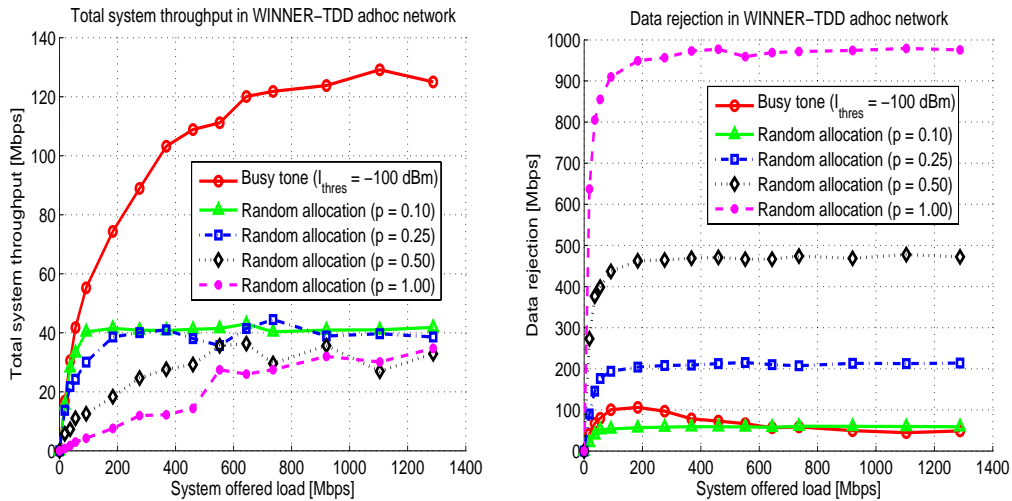 Total system throughput in WINNER−TDD adhoc network
140
120
100
80
60
40
20
0
0 200 400 600 800 1000 1200 1400
Total system throughput [Mbps]
System offered load [Mbps]
Busy tone (I_thres = −100 dBm)
Random allocation (p = 0.10)
Random allocation (p = 0.25)
Random allocation (p = 0.50)
Random allocation (p = 1.00)
Data rejection in WINNER−TDD adhoc network
1000
900
800
700
600
500
400
300
200
100
0
0 200 400 600 800 1000 1200 1400
Data rejection [Mbps]
System offered load [Mbps]
Busy tone (I_thres = −100 dBm)
Random allocation (p = 0.10)
Random allocation (p = 0.25)
Random allocation (p = 0.50)
Random allocation (p = 1.00)